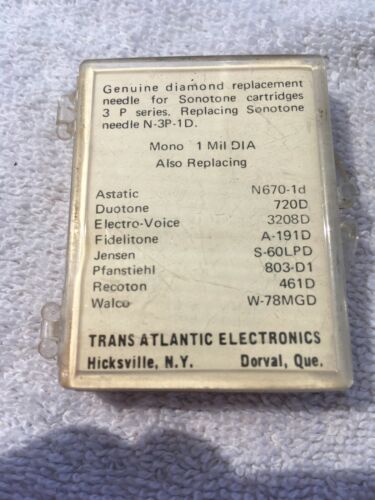 Genuine diamond replacement
needle for Sonotone cartridges
3 P series. Replacing Sonotone
needle N-3P-1D.
Mono 1 Mil DIA
Also Replacing
Astatic N670-1d
Duotone 720D
Electro-Voice 3208D
Fidelitone A-191D
Jensen S-60LPD
Pfanstiehl 803-D1
Recoton 461D
Walco W-78MGD
TRANS ATLANTIC ELECTRONICS
Hicksville, N.Y. Dorval, Que.